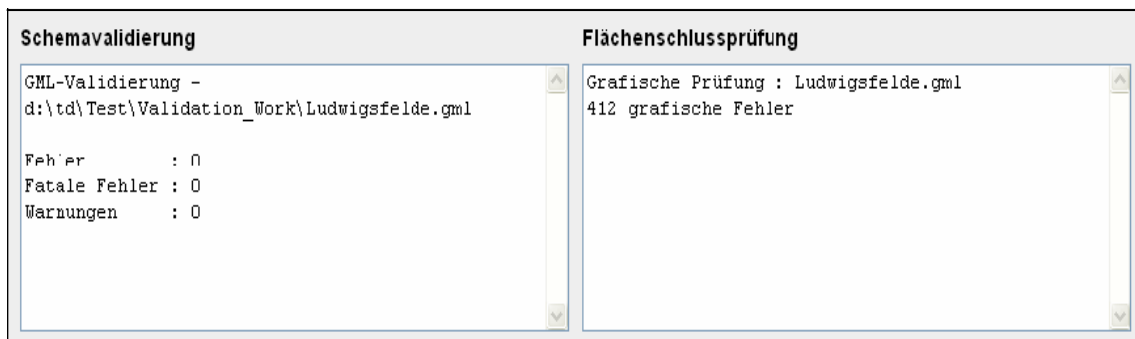 Schemavalidierung
GML-Validierung -
d:\td\Test\Validation_Work\Ludwigsfelde.gml
Fehler : 0
Fatale Fehler : 0
Warnungen : 0
Flächenschlussprüfung
Grafische Prüfung : Ludwigsfelde.gml
412 grafische Fehler